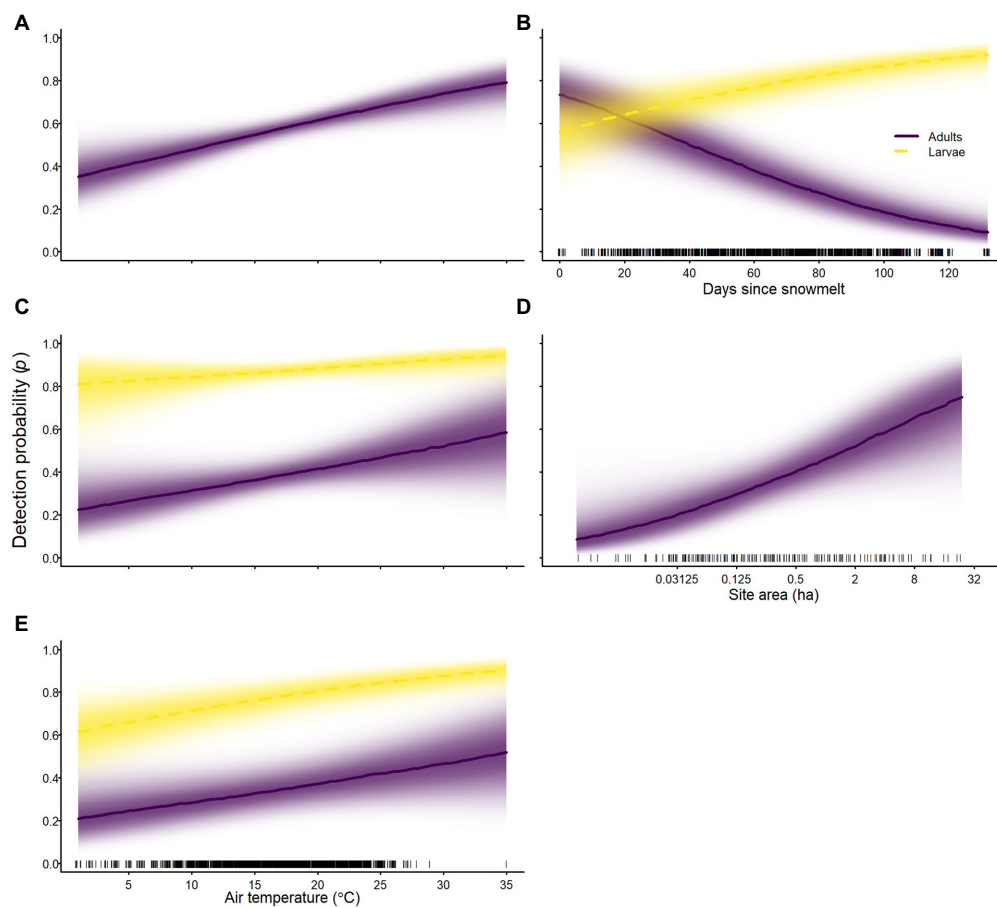 A
B
1.0
0.8
0.6
0.4
0.2
0.0
Adults
Larvae
0 20 40 60 80 100 120
Days since snowmelt
C
D
Detection probability (p)
1.0
0.8
0.6
0.4
0.2
0.0
0.03125 0.125 0.5 2 8 32
Site area (ha)
E
1.0
0.8
0.6
0.4
0.2
0.0
5 10 15 20 25 30 35
Air temperature (°C)